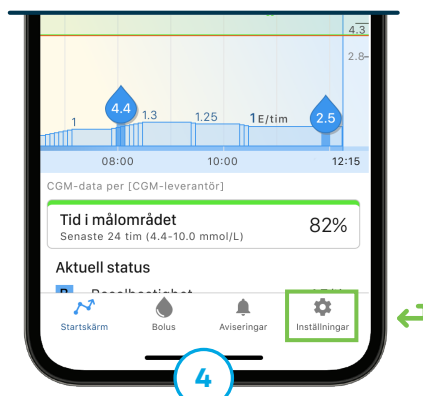 4.3
2.8
4.4
1
1.3
1.25
1 E/tim
2.5
08:00
10:00
12:15
CGM-data per [CGM-leverantör]
Tid i målområdet
82%
Senaste 24 tim (4.4-10.0 mmol/L)
Aktuell status
Startskärm
Bolus
Aviseringar
Inställningar
4